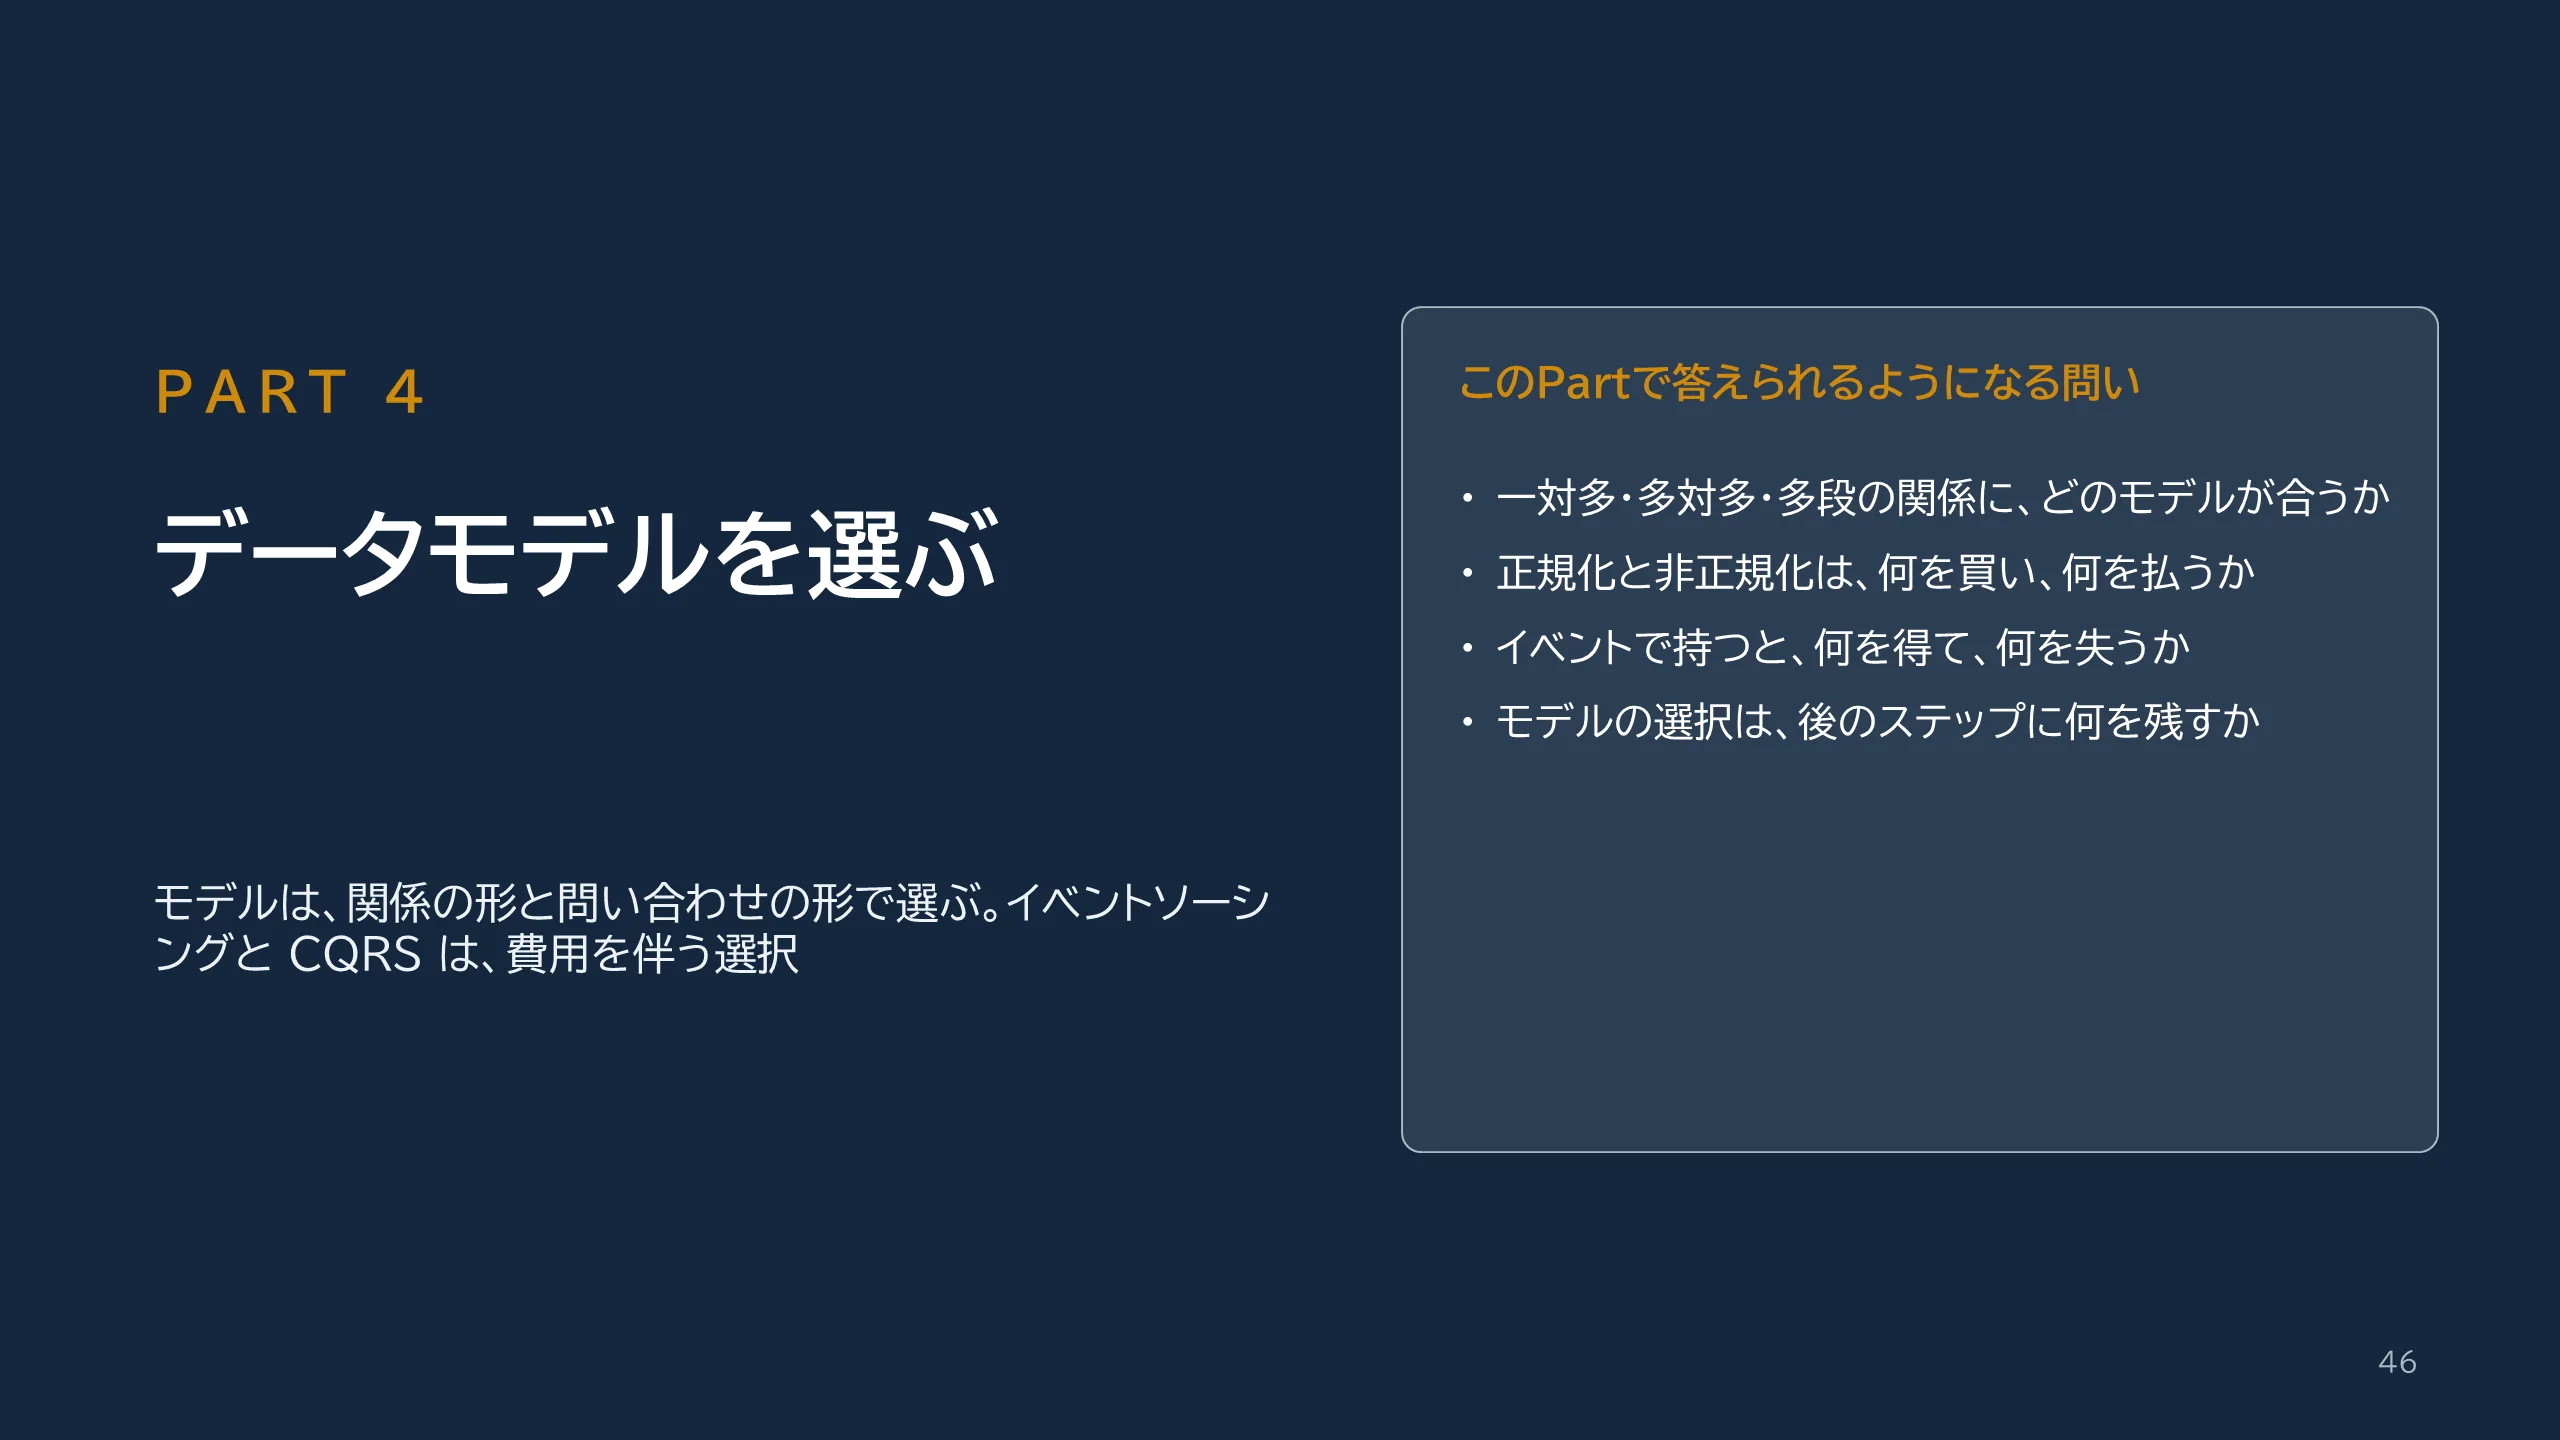 PART 4
データモデルを選ぶ
モデルは、関係の形と問い合わせの形で選ぶ。イベントソーシ
ングと CQRS は、費用を伴う選択
このPartで答えられるようになる問い
• 一対多・多対多・多段の関係に、どのモデルが合うか
• 正規化と非正規化は、何を買い、何を払うか
• イベントで持つと、何を得て、何を失うか
• モデルの選択は、後のステップに何を残すか
46